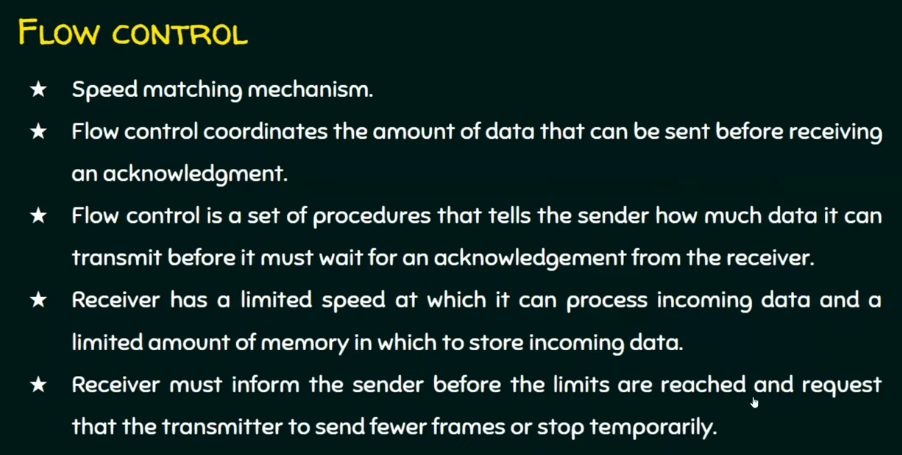 FLOW CONTROL
★ Speed matching mechanism.
★ Flow control coordinates the amount of data that can be sent before receiving
an acknowledgment.
★ Flow control is a set of procedures that tells the sender how much data it can
transmit before it must wait for an acknowledgement from the receiver.
★ Receiver has a limited speed at which it can process incoming data and a
limited amount of memory in which to store incoming data.
★ Receiver must inform the sender before the limits are reached and request
that the transmitter to send fewer frames or stop temporarily.